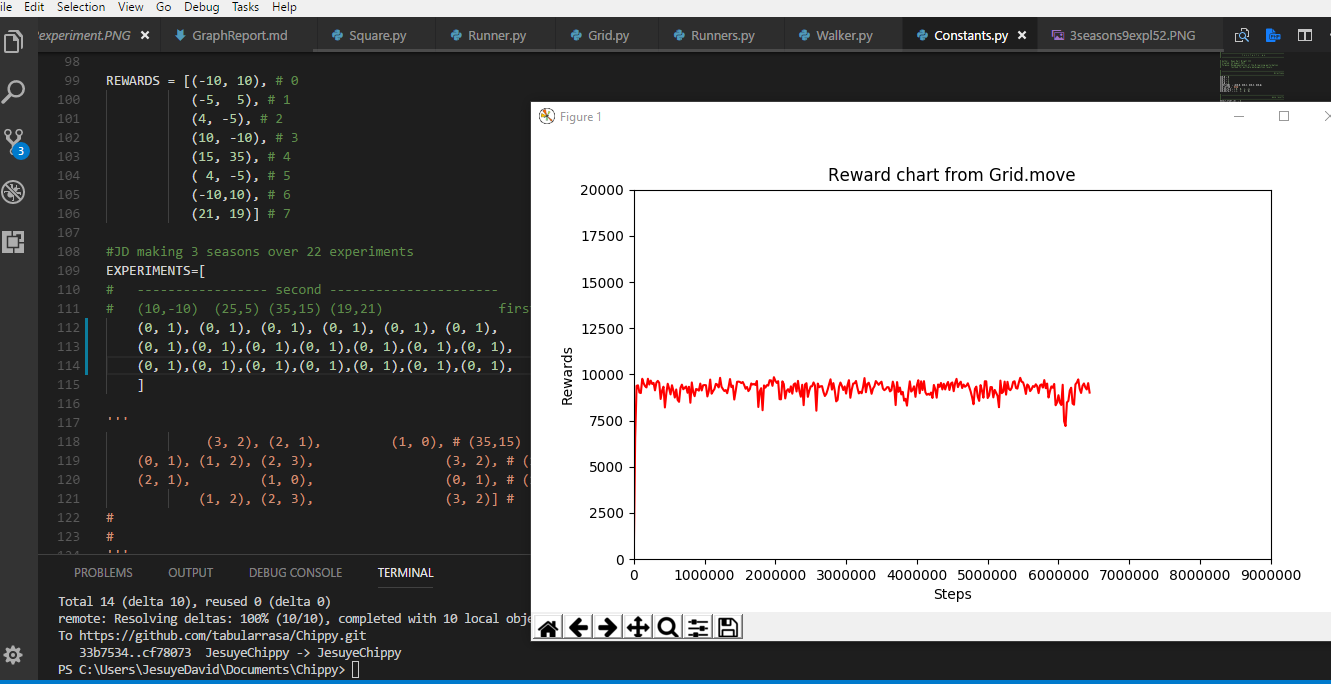 ile Edit Selection View Go Debug Tasks Help
experiment.PNG GraphReport.md Square.py Runner.py Grid.py Runners.py Walker.py Constants.py 3seasons9expl52.PNG
98
99 REWARDS = [(-10, 10), # 0
100 (-5, 5), # 1
101 (4, -5), # 2
102 (10, -10), # 3
103 (15, 35), # 4
104 ( 4, -5), # 5
105 (-10,10), # 6
106 (21, 19)] # 7
107
108 #JD making 3 seasons over 22 experiments
109 EXPERIMENTS=[
110 # ----------------- second ----------------------
111 # (10,-10) (25,5) (35,15) (19,21) firs
112 (0, 1), (0, 1), (0, 1), (0, 1), (0, 1), (0, 1),
113 (0, 1),(0, 1),(0, 1),(0, 1),(0, 1),(0, 1),(0, 1),
114 (0, 1),(0, 1),(0, 1),(0, 1),(0, 1),(0, 1),(0, 1),
115 ]
116
117 '''
118 (3, 2), (2, 1), (1, 0), # (35,15)
119 (0, 1), (1, 2), (2, 3), (3, 2), # (
120 (2, 1), (1, 0), (0, 1), # (
121 (1, 2), (2, 3), (3, 2)] #
122 #
123 #
124 '''
3
Figure 1
Reward chart from Grid.move
20000
17500
15000
12500
10000
7500
5000
2500
0
Rewards
0 1000000 2000000 3000000 4000000 5000000 6000000 7000000 8000000 9000000
Steps
PROBLEMS OUTPUT DEBUG CONSOLE TERMINAL
Total 14 (delta 10), reused 0 (delta 0)
remote: Resolving deltas: 100% (10/10), completed with 10 local obje
To https://github.com/tabularrasa/Chippy.git
33b7534..cf78073 JesuyeChippy -> JesuyeChippy
PS C:\Users\JesuyeDavid\Documents\Chippy>